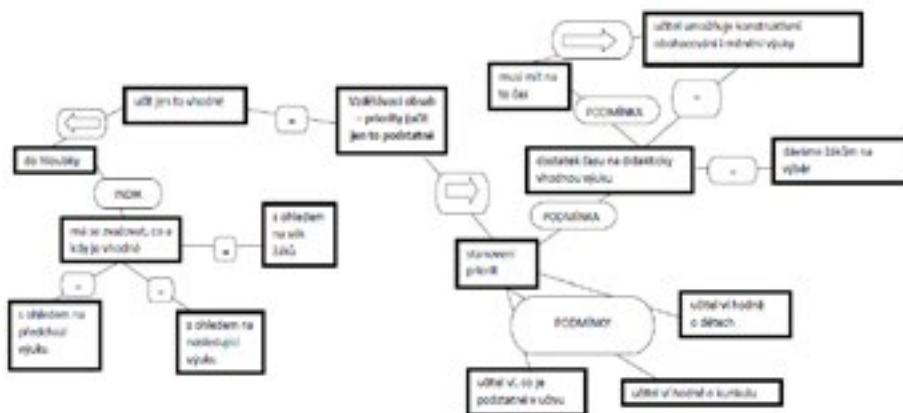 učitel umožňuje konstruktivní
obohacování i měnění výuky
musí mít na
to čas
PODMÍNKA
učit jen to vhodné
=
Vzdělávací obsah
– priority (učit
jen to podstatné
do hloubky
dostatek času na didakticky
vhodnou výuku
dáváme žákům na
výběr
PODMÍNKA
má se zvažovat, co a
kdy je vhodné
=
s ohledem
na věk
žáků
stanovení
priorit
s ohledem na
předchozí
výuku
s ohledem na
následující
výuku
PODMÍNKY
učitel ví hodně
o dětech
učitel ví, co je
podstatné v učivu
učitel ví hodně o kurikulu